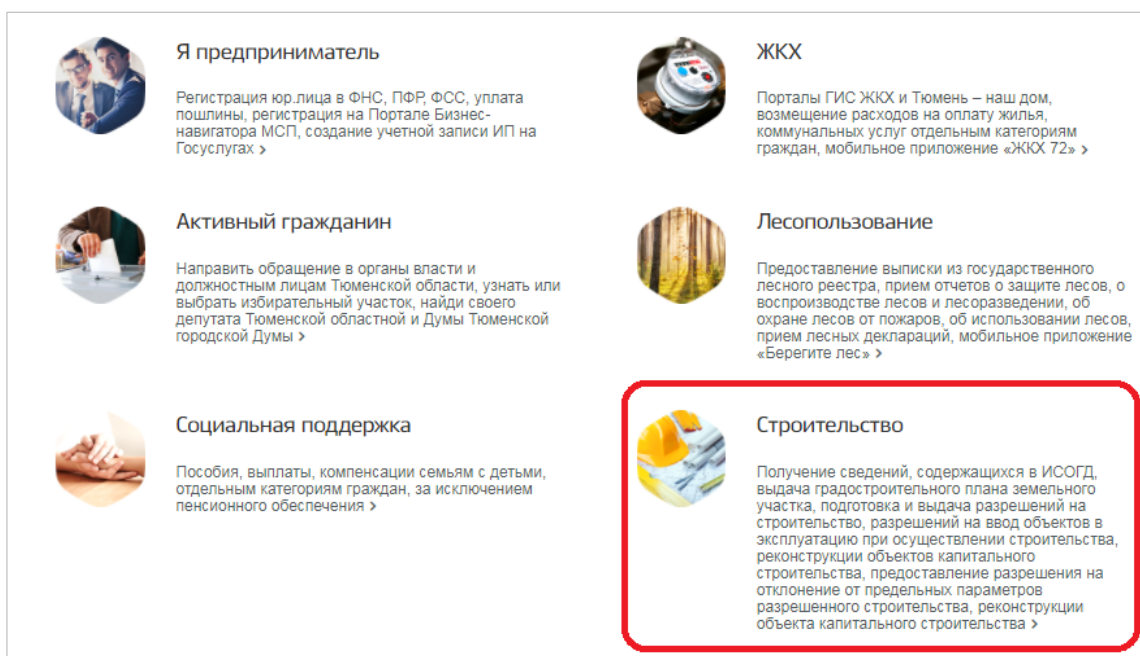 Я предприниматель
Регистрация юр.лица в ФНС, ПФР, ФСС, уплата
пошлины, регистрация на Портале Бизнес-
навигатора МСП, создание учетной записи ИП на
Госуслугах >
ЖКХ
Порталы ГИС ЖКХ и Тюмень – наш дом,
возмещение расходов на оплату жилья,
коммунальных услуг отдельным категориям
граждан, мобильное приложение «ЖКХ 72» >
Активный гражданин
Направить обращение в органы власти и
должностным лицам Тюменской области, узнать или
выбрать избирательный участок, найди своего
депутата Тюменской областной и Думы Тюменской
городской Думы >
Лесопользование
Предоставление выписки из государственного
лесного реестра, прием отчетов о защите лесов, о
воспроизводстве лесов и лесоразведении, об
охране лесов от пожаров, об использовании лесов,
прием лесных деклараций, мобильное приложение
«Берегите лес» >
Социальная поддержка
Пособия, выплаты, компенсации семьям с детьми,
отдельным категориям граждан, за исключением
пенсионного обеспечения >
Строительство
Получение сведений, содержащихся в ИСОГД,
выдача градостроительного плана земельного
участка, подготовка и выдача разрешений на
строительство, разрешений на ввод объектов в
эксплуатацию при осуществлении строительства,
реконструкции объектов капитального
строительства, предоставление разрешения на
отклонение от предельных параметров
разрешенного строительства, реконструкции
объекта капитального строительства >